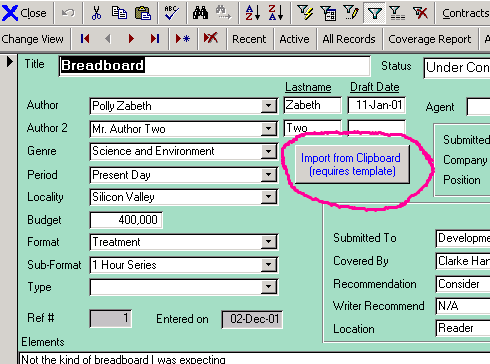 Close ABC Contracts
Change View Recent Active All Records Coverage Report
Title Breadboard Status Under Con
Lastname Draft Date
Author Polly Zabeth Zabeth 11-Jan-01 Agent
Author 2 Mr. Author Two Two
Genre Science and Environment
Period Present Day
Locality Silicon Valley
Budget 400,000
Format Treatment
Sub-Format 1 Hour Series
Type
Ref # 1 Entered on 02-Dec-01
Elements
Not the kind of breadboard I was expecting
Import from Clipboard
(requires template)
Submitted
Company
Position
Submitted To Developme
Covered By Clarke Han
Recommendation Consider
Writer Recommend N/A
Location Reader